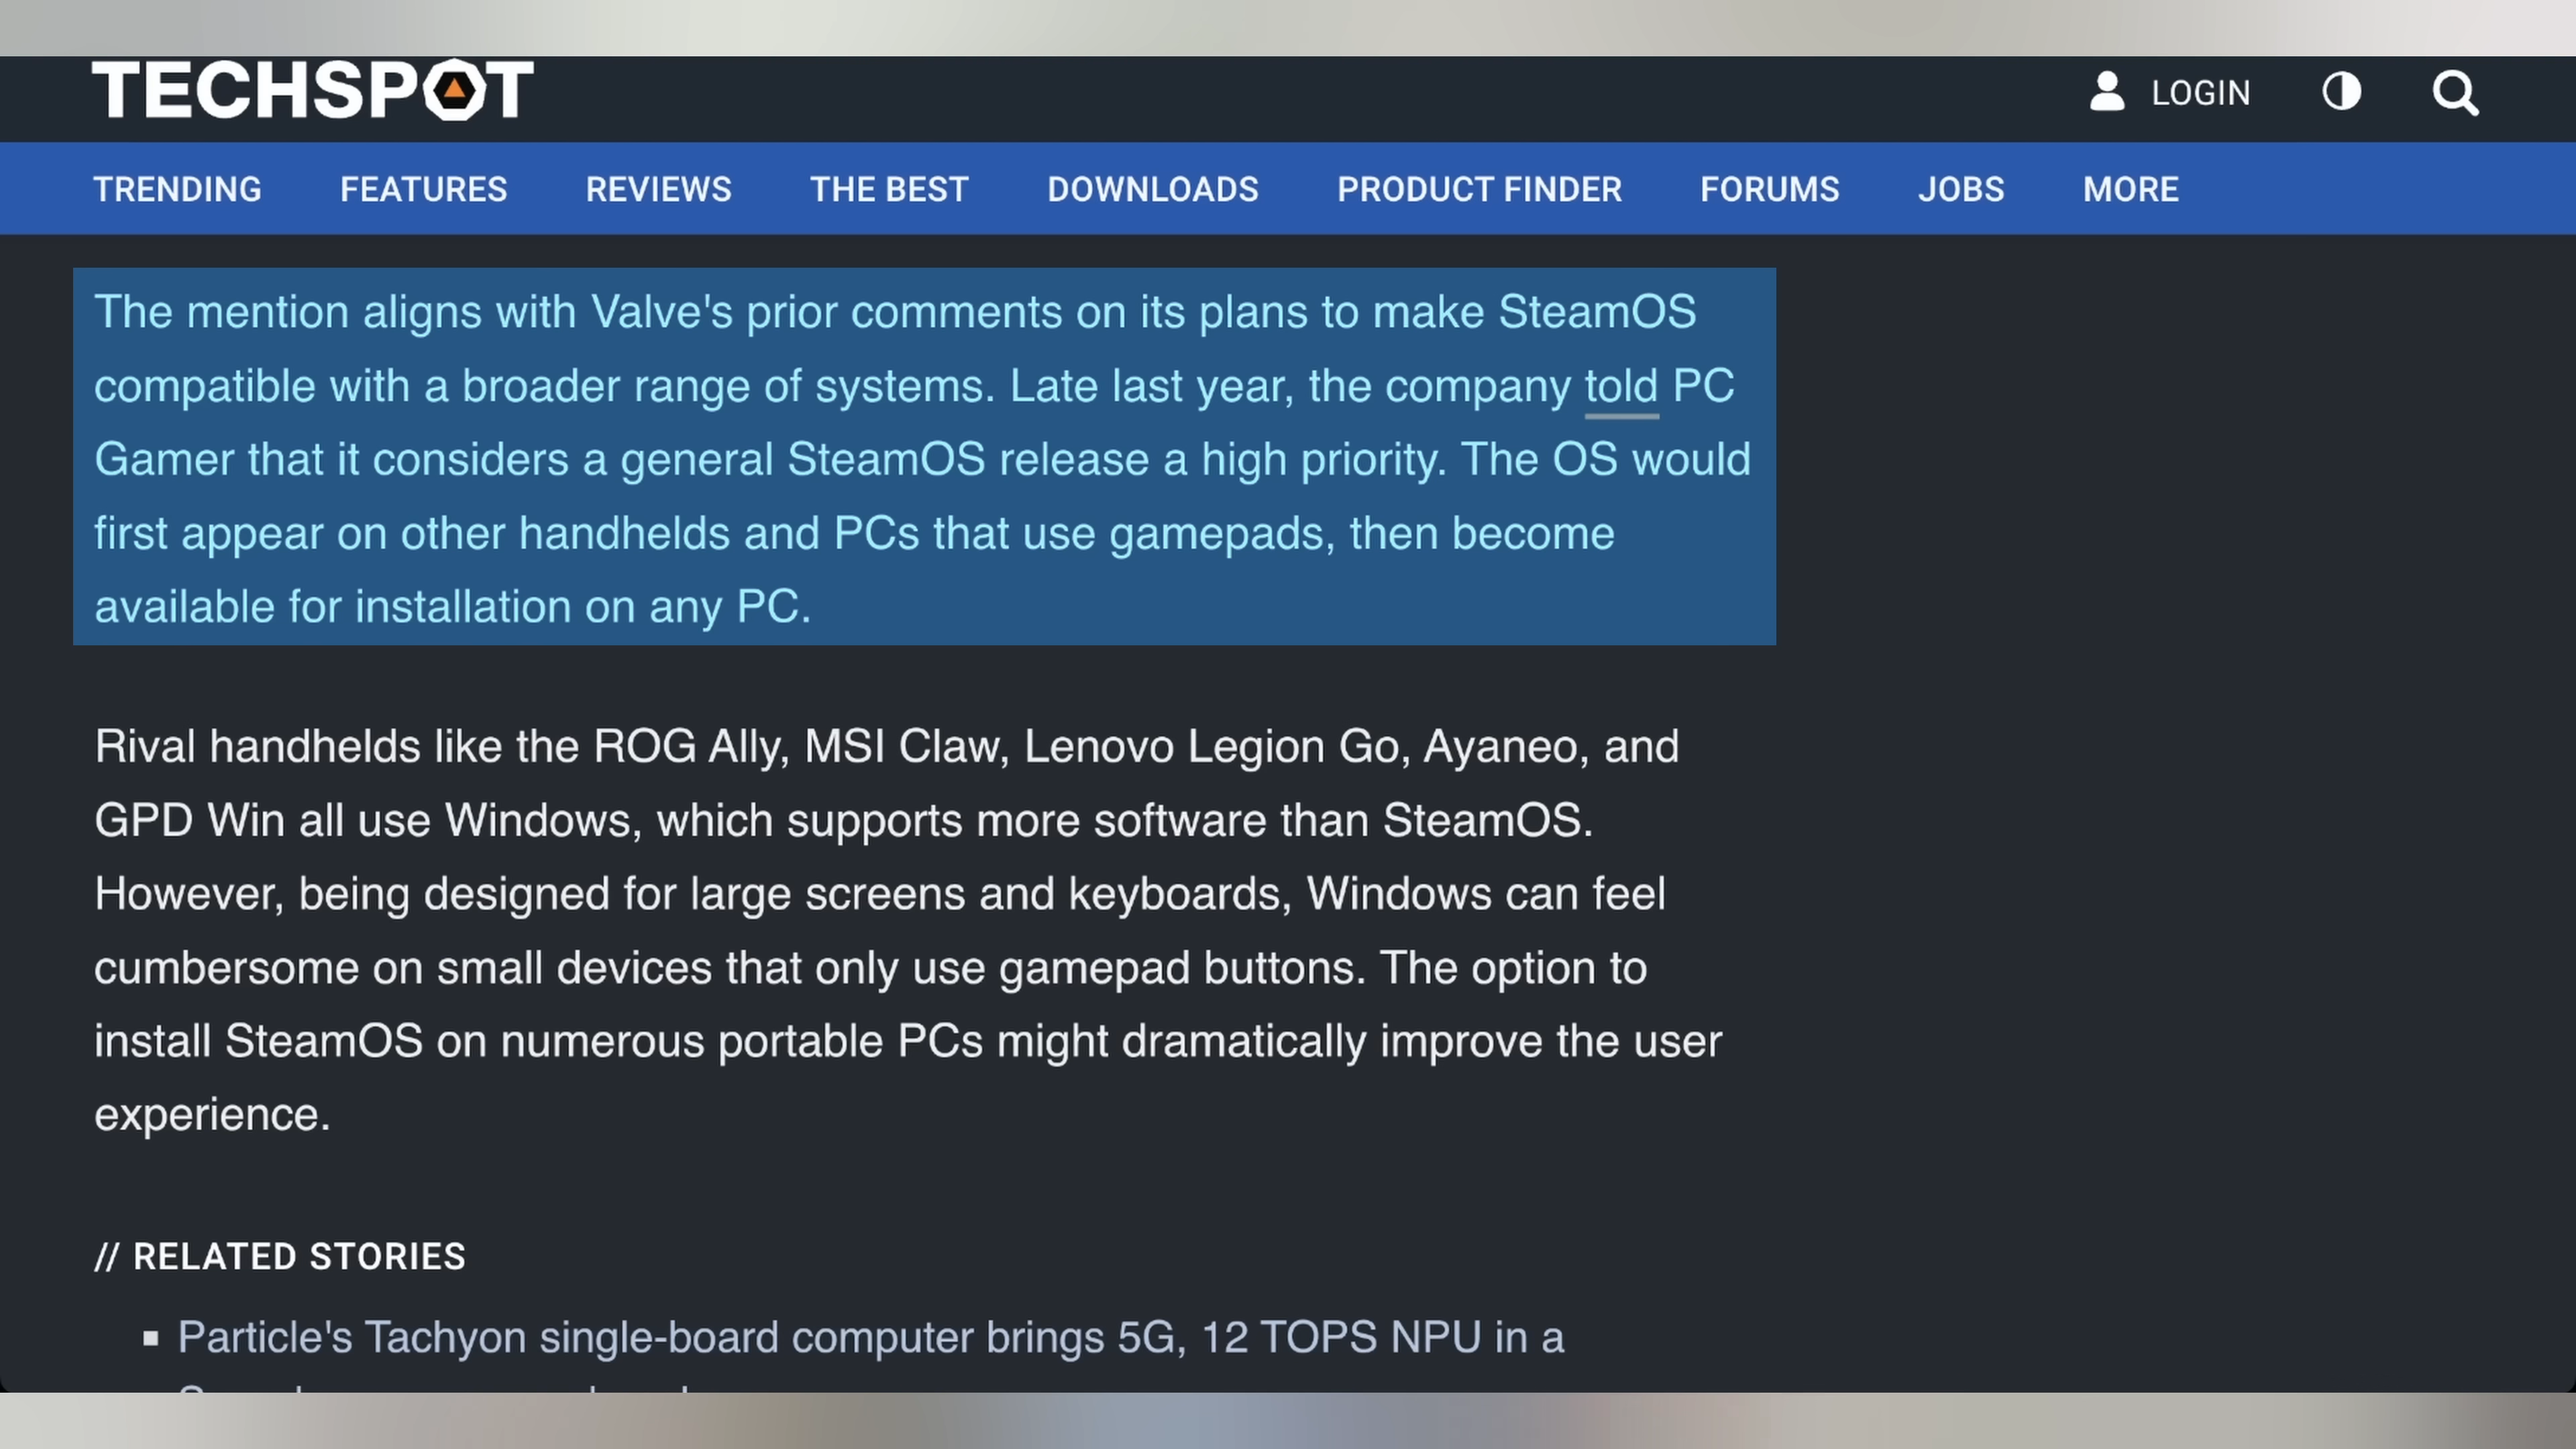 TECHSPOT
LOGIN
TRENDING FEATURES REVIEWS THE BEST DOWNLOADS PRODUCT FINDER FORUMS JOBS MORE
The mention aligns with Valve's prior comments on its plans to make SteamOS
compatible with a broader range of systems. Late last year, the company told PC
Gamer that it considers a general SteamOS release a high priority. The OS would
first appear on other handhelds and PCs that use gamepads, then become
available for installation on any PC.
Rival handhelds like the ROG Ally, MSI Claw, Lenovo Legion Go, Ayaneo, and
GPD Win all use Windows, which supports more software than SteamOS.
However, being designed for large screens and keyboards, Windows can feel
cumbersome on small devices that only use gamepad buttons. The option to
install SteamOS on numerous portable PCs might dramatically improve the user
experience.
// RELATED STORIES
▪ Particle's Tachyon single-board computer brings 5G, 12 TOPS NPU in a